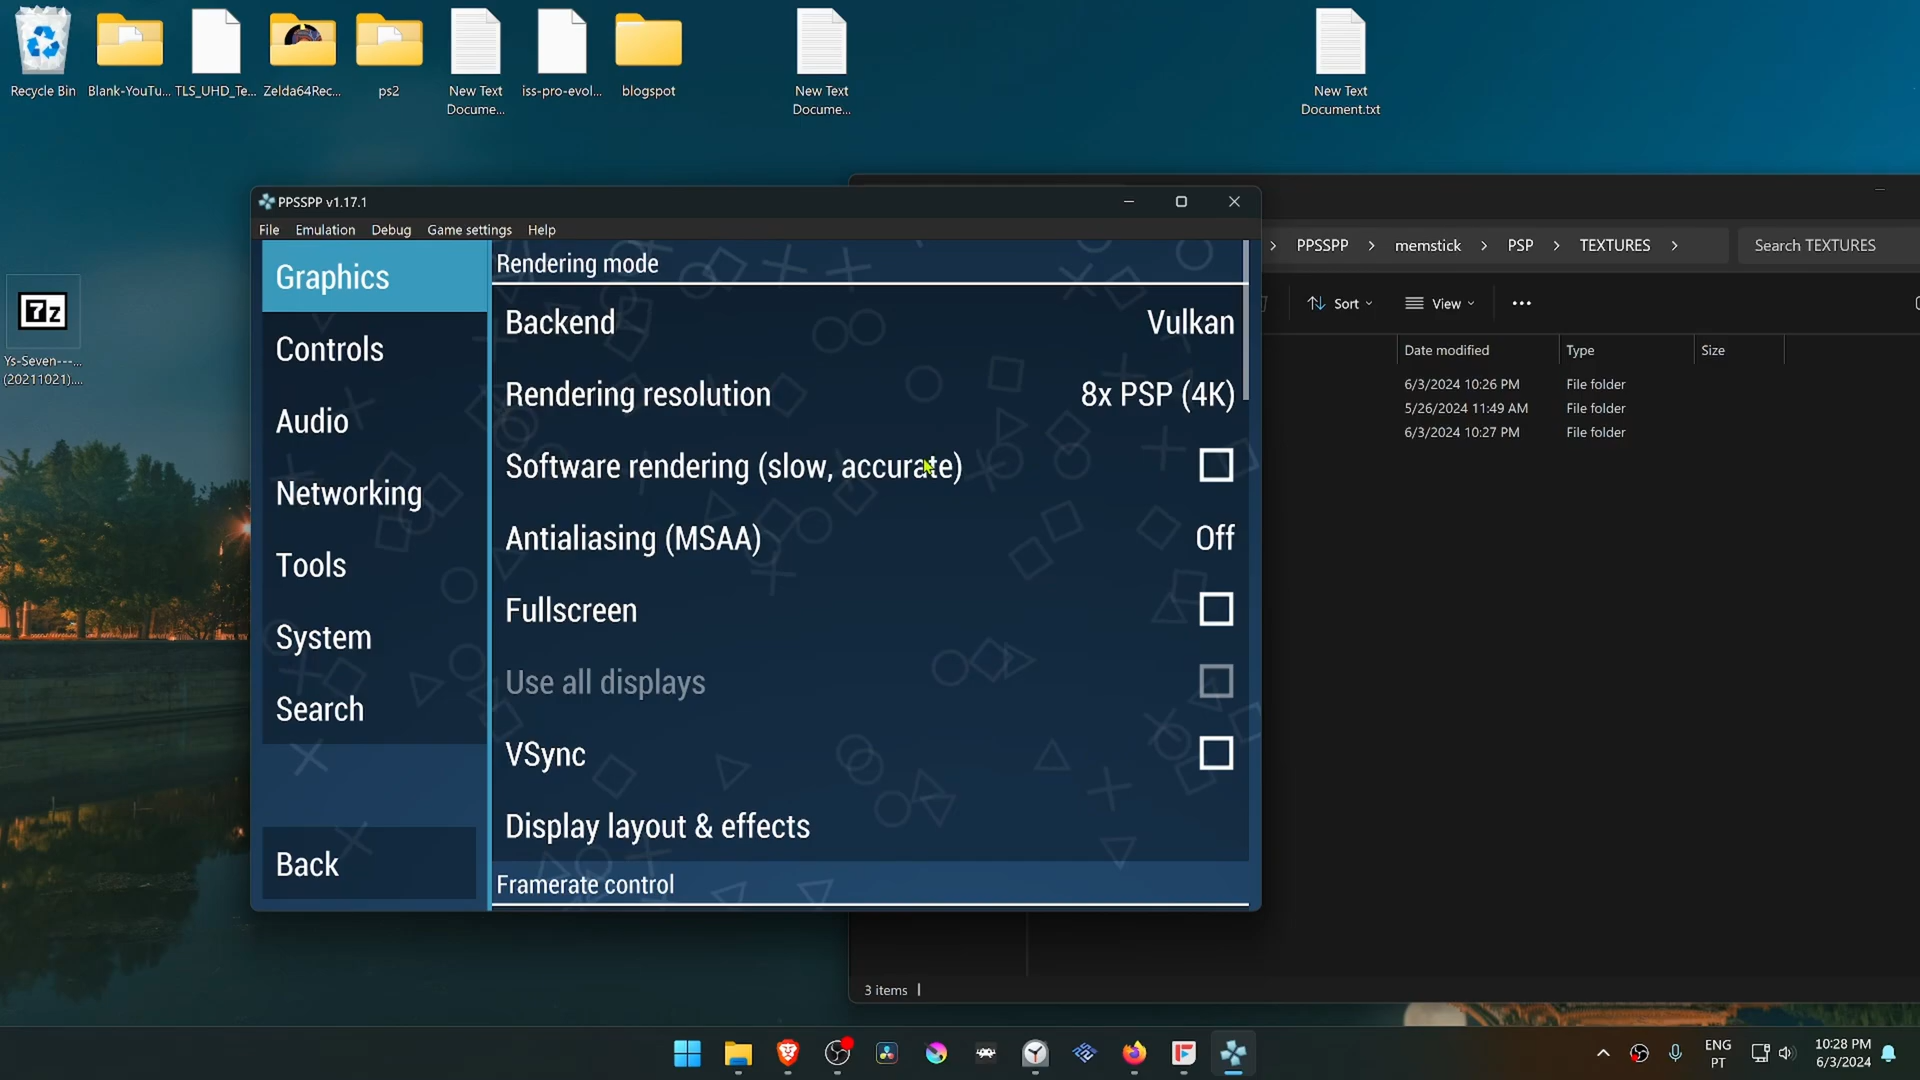 Recycle Bin
Blank-YouTu...
TLS_UHD_Te...
Zelda64Rec...
ps2
New Text
Docume...
iss-pro-evol...
blogspot
New Text
Docume...
New Text
Document.txt
Ys-Seven---...
(20211021)....
PPSSPP v1.17.1
File
Emulation
Debug
Game settings
Help
Graphics
Controls
Audio
Networking
Tools
System
Search
Back
Rendering mode
Backend
Vulkan
Rendering resolution
8x PSP (4K)
Software rendering (slow, accurate)
Antialiasing (MSAA)
Off
Fullscreen
Use all displays
VSync
Display layout & effects
Framerate control
PPSSPP
memstick
PSP
TEXTURES
Search TEXTURES
Sort
View
Date modified
Type
Size
6/3/2024 10:26 PM
File folder
5/26/2024 11:49 AM
File folder
6/3/2024 10:27 PM
File folder
3 items
ENG
PT
10:28 PM
6/3/2024